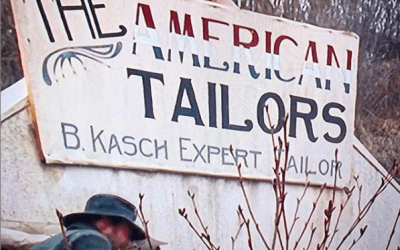 THE AMERICAN
TAILORS
B. KASCH EXPERT TAILOR